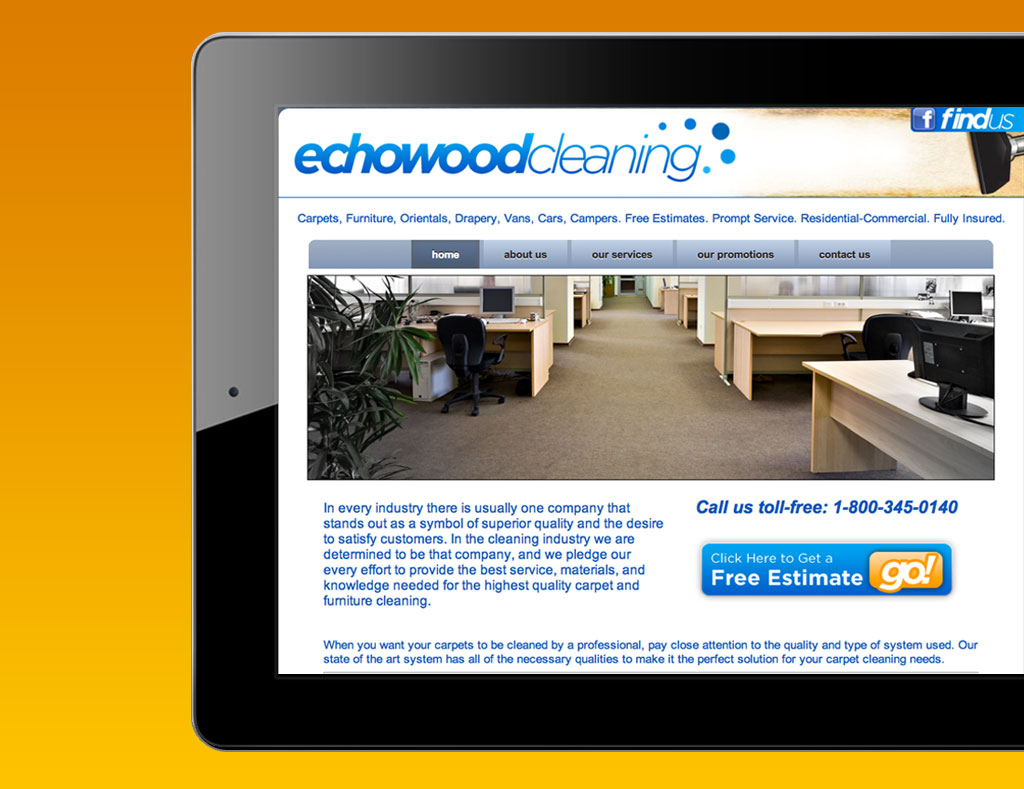 echowoodcleaning
f findus
Carpets, Furniture, Orientals, Drapery, Vans, Cars, Campers. Free Estimates. Prompt Service. Residential-Commercial. Fully Insured.
home about us our services our promotions contact us
In every industry there is usually one company that
stands out as a symbol of superior quality and the desire
to satisfy customers. In the cleaning industry we are
determined to be that company, and we pledge our
every effort to provide the best service, materials, and
knowledge needed for the highest quality carpet and
furniture cleaning.
Call us toll-free: 1-800-345-0140
Click Here to Get a
Free Estimate go!
When you want your carpets to be cleaned by a professional, pay close attention to the quality and type of system used. Our
state of the art system has all of the necessary qualities to make it the perfect solution for your carpet cleaning needs.